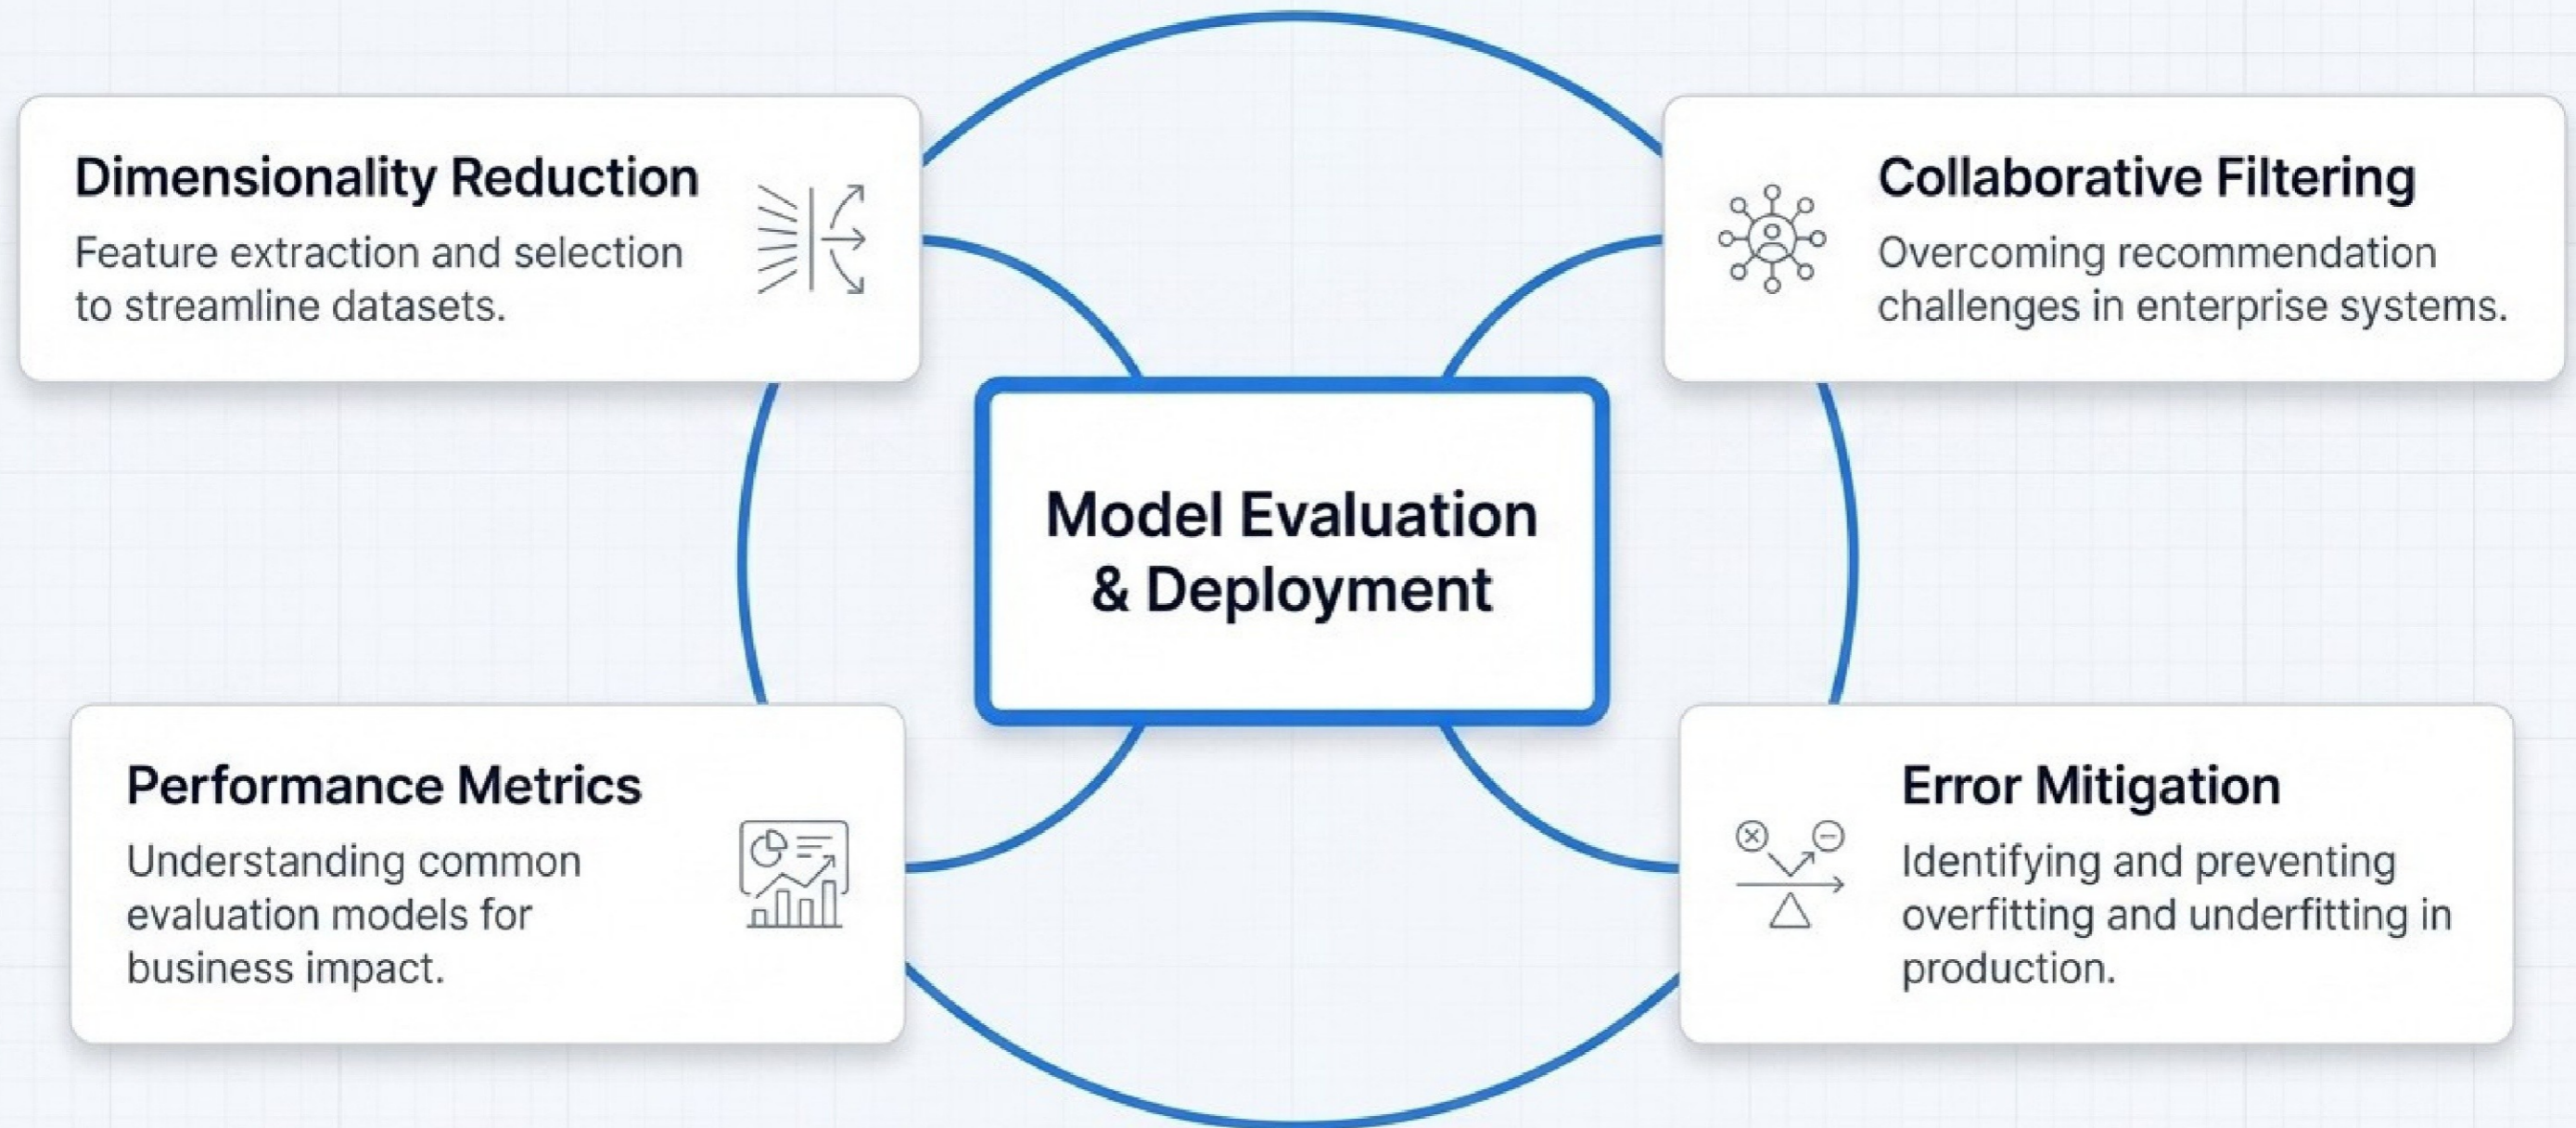 Dimensionality Reduction
Feature extraction and selection
to streamline datasets.
Collaborative Filtering
Overcoming recommendation
challenges in enterprise systems.
Model Evaluation
& Deployment
Performance Metrics
Understanding common
evaluation models for
business impact.
Error Mitigation
Identifying and preventing
overfitting and underfitting in
production.